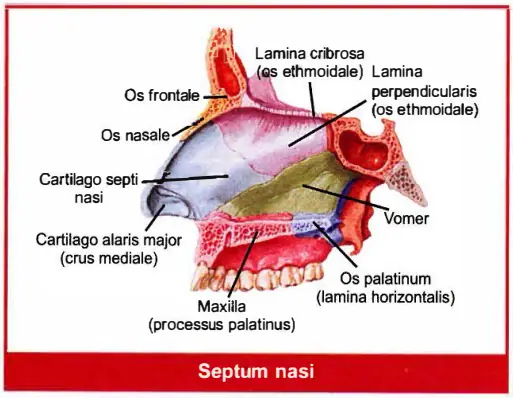 Lamina cribrosa
(os ethmoidale)
Lamina
perpendicularis
(os ethmoidale)
Os frontale
Os nasale
Cartilago septi
nasi
Cartilago alaris major
(crus mediale)
Vomer
Os palatinum
(lamina horizontalis)
Maxilla
(processus palatinus)
Septum nasi